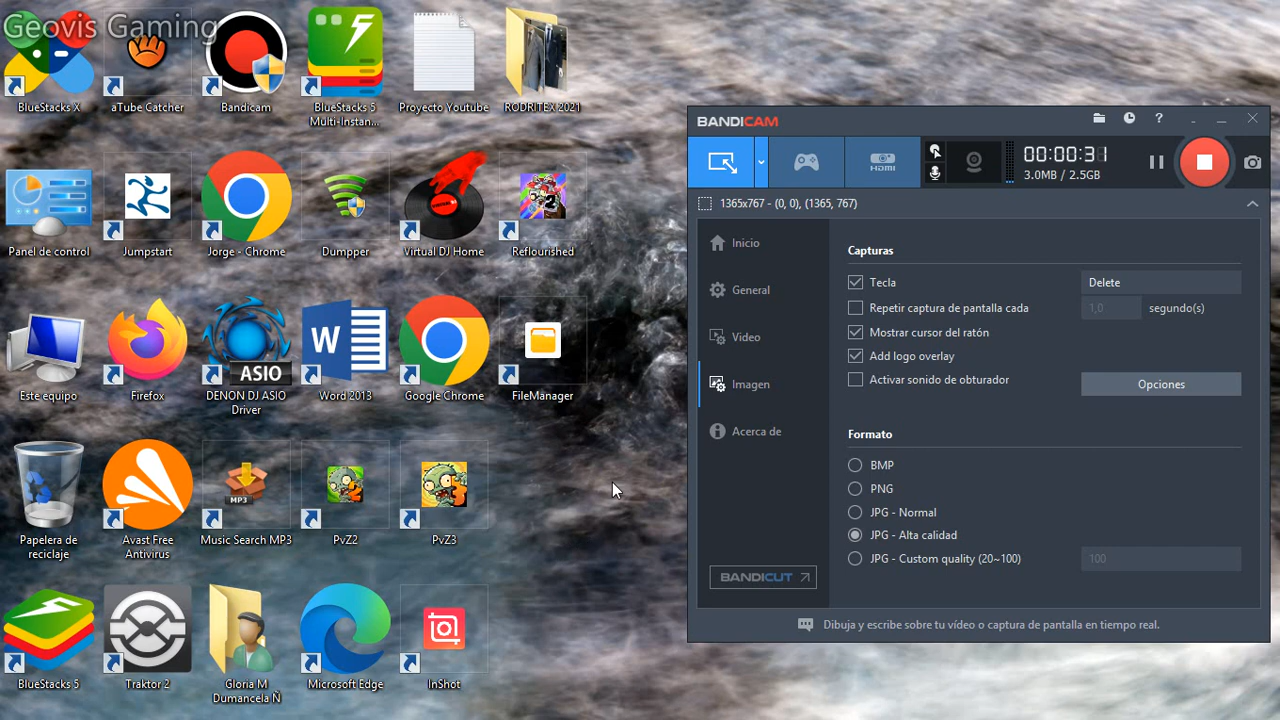 Geovis Gaming
BlueStacks X
aTube Catcher
Bandicam
BlueStacks 5
Multi-Instan...
Proyecto Youtube
RODRITEX 2021
Panel de control
Jumpstart
Jorge - Chrome
Dumpper
Virtual DJ Home
Reflourished
Este equipo
Firefox
ASIO
DENON DJ ASIO
Driver
W
Word 2013
Google Chrome
FileManager
Papelera de
reciclaje
Avast Free
Antivirus
MP3
Music Search MP3
2
PvZ2
3
PvZ3
BlueStacks 5
Traktor 2
Gloria M
Dumancela Ñ
Microsoft Edge
InShot
BANDICAM
?
HDMI
00:00:31
3.0MB / 2.5GB
1365x767 - (0, 0), (1365, 767)
Inicio
General
Video
Imagen
Acerca de
BANDICUT
Capturas
Tecla
Delete
Repetir captura de pantalla cada
1,0
segundo(s)
Mostrar cursor del ratón
Add logo overlay
Activar sonido de obturador
Opciones
Formato
BMP
PNG
JPG - Normal
JPG - Alta calidad
JPG - Custom quality (20~100)
100
Dibuja y escribe sobre tu vídeo o captura de pantalla en tiempo real.